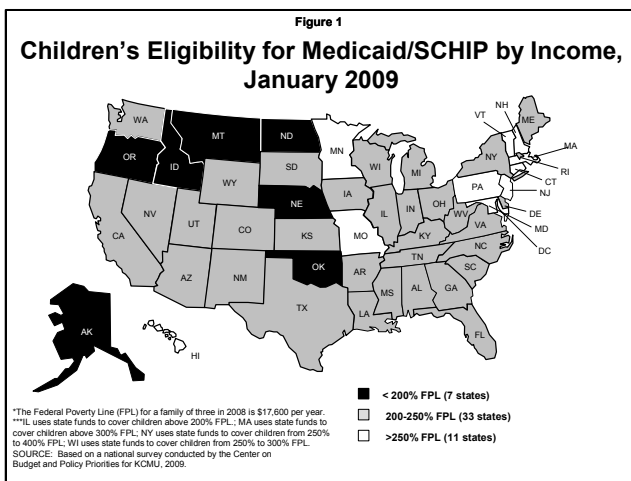 Figure 1
Children's Eligibility for Medicaid/SCHIP by Income,
January 2009
WA
MT
ND
MN
VT
NH
ME
OR
ID
SD
WI
MI
NY
MA
WY
RI
NE
IA
PA
CT
NJ
NV
UT
CO
IL
IN
OH
WV
DE
CA
KS
MO
KY
VA
MD
DC
AZ
NM
OK
AR
TN
NC
SC
TX
LA
MS
AL
GA
FL
AK
HI
< 200% FPL (7 states)
200-250% FPL (33 states)
>250% FPL (11 states)
*The Federal Poverty Line (FPL) for a family of three in 2008 is $17,600 per year.
***IL uses state funds to cover children above 200% FPL.; MA uses state funds to
cover children above 300% FPL; NY uses state funds to cover children from 250%
to 400% FPL; WI uses state funds to cover children from 250% to 300% FPL.
SOURCE: Based on a national survey conducted by the Center on
Budget and Policy Priorities for KCMU, 2009.